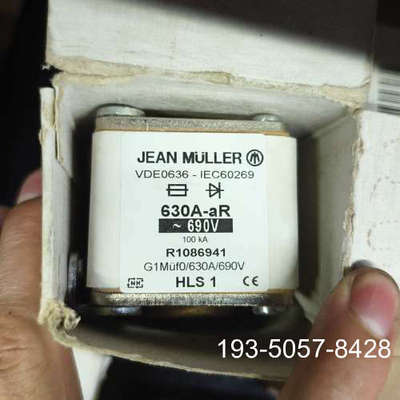 JEAN MÜLLER
VDE0636 - IEC60269
630A-aR
~ 690V
100 kA
R1086941
G1Müf0/630A/690V
HLS 1 CE
193-5057-8428